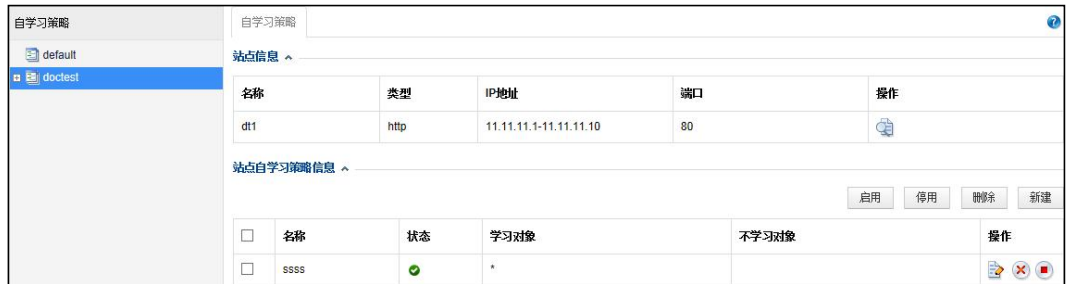 自学习策略
default
doctest
自学习策略
?
站点信息
名称 类型 IP地址 端口 操作
dt1 http 11.11.11.1-11.11.11.10 80
站点自学习策略信息
启用 停用 删除 新建
名称 状态 学习对象 不学习对象 操作
ssss *